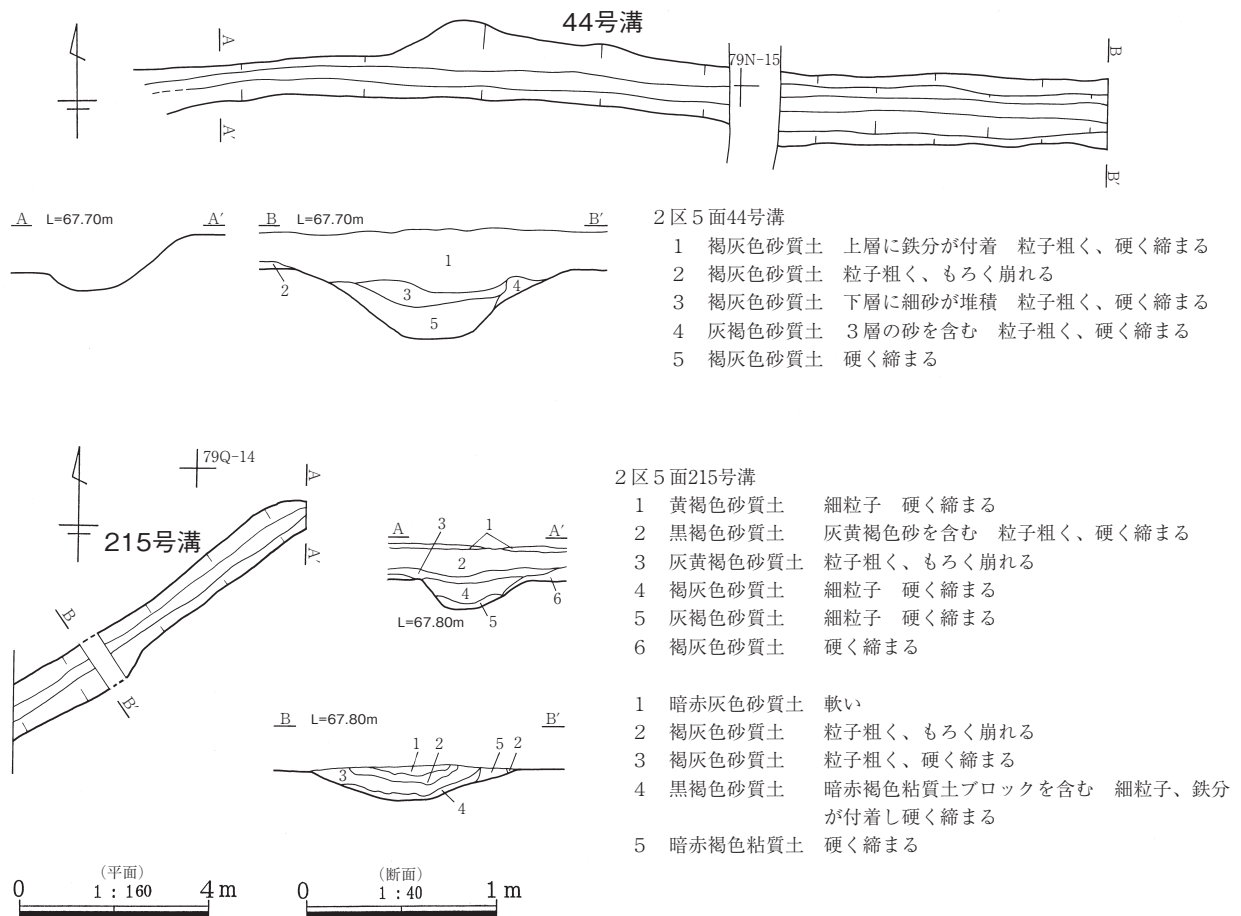 44号溝
A
79N-15
B
A′
B′
A L=67.70m A′
B L=67.70m B′
1
2
3
4
5
2区5面44号溝
1 褐灰色砂質土 上層に鉄分が付着 粒子粗く、硬く締まる
2 褐灰色砂質土 粒子粗く、もろく崩れる
3 褐灰色砂質土 下層に細砂が堆積 粒子粗く、硬く締まる
4 灰褐色砂質土 3層の砂を含む 粒子粗く、硬く締まる
5 褐灰色砂質土 硬く締まる
79Q-14
A
215号溝
A′
B
B′
A 3 1 A′
2
4
6
L=67.80m 5
B L=67.80m B′
1 2 5 2
3
4
2区5面215号溝
1 黄褐色砂質土 細粒子 硬く締まる
2 黒褐色砂質土 灰黄褐色砂を含む 粒子粗く、硬く締まる
3 灰黄褐色砂質土 粒子粗く、もろく崩れる
4 褐灰色砂質土 細粒子 硬く締まる
5 灰褐色砂質土 細粒子 硬く締まる
6 褐灰色砂質土 硬く締まる
1 暗赤灰色砂質土 軟い
2 褐灰色砂質土 粒子粗く、もろく崩れる
3 褐灰色砂質土 粒子粗く、硬く締まる
4 黒褐色砂質土 暗赤褐色粘質土ブロックを含む 細粒子、鉄分
が付着し硬く締まる
5 暗赤褐色粘質土 硬く締まる
(平面)
0 1:160 4m
(断面)
0 1:40 1m